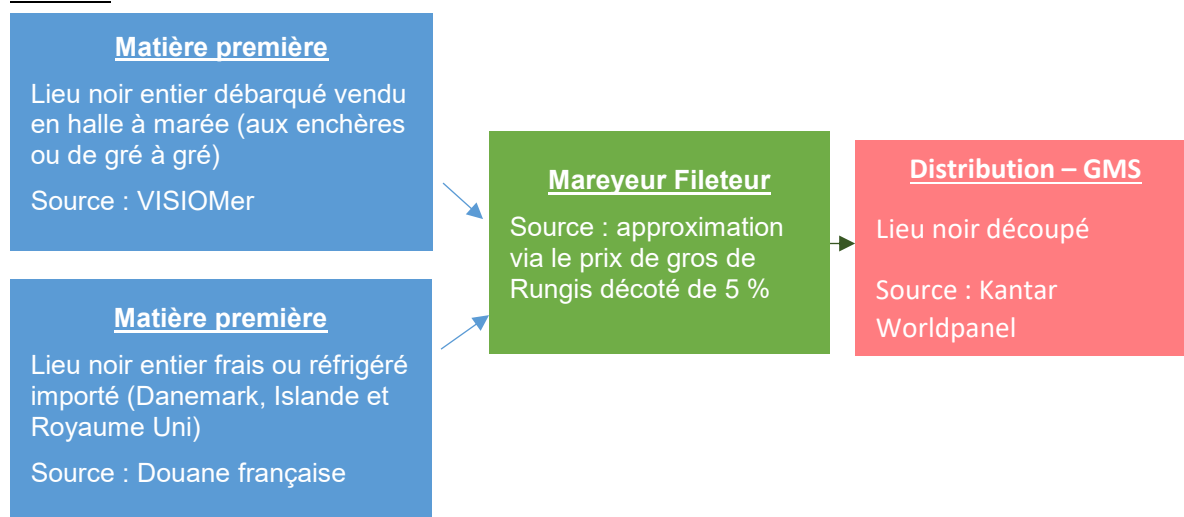 Matière première
Lieu noir entier débarqué vendu
en halle à marée (aux enchères
ou de gré à gré)
Source : VISIOMer
Matière première
Lieu noir entier frais ou réfrigéré
importé (Danemark, Islande et
Royaume Uni)
Source : Douane française
Mareyeur Fileteur
Source : approximation
via le prix de gros de
Rungis décoté de 5 %
Distribution – GMS
Lieu noir découpé
Source : Kantar
Worldpanel